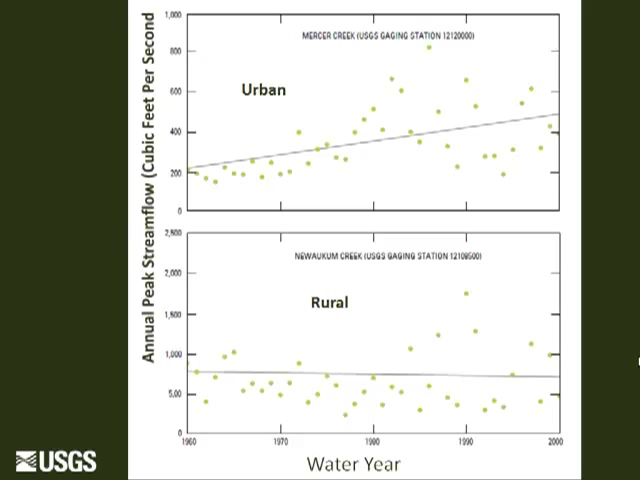 Annual Peak Streamflow (Cubic Feet Per Second
1,000
800
600
400
200
0
MERCER CREEK (USGS GAGING STATION 12120000)
Urban
2,500
2,000
1,500
1,000
5,00
0
NEWAUKUM CREEK (USGS GAGING STATION 12108500)
Rural
1960
1970
1980
1990
2000
Water Year
USGS